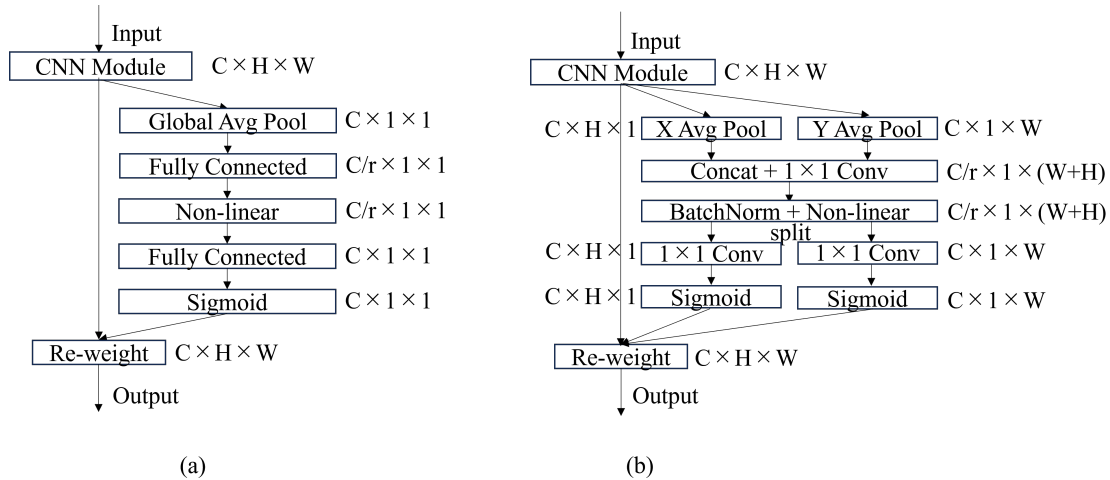 Input
CNN Module C × H × W
Global Avg Pool C × 1 × 1
Fully Connected C/r × 1 × 1
Non-linear C/r × 1 × 1
Fully Connected C × 1 × 1
Sigmoid C × 1 × 1
Re-weight C × H × W
Output
(a)
Input
CNN Module C × H × W
C × H × 1 X Avg Pool Y Avg Pool C × 1 × W
Concat + 1 × 1 Conv C/r × 1 × (W+H)
BatchNorm + Non-linear C/r × 1 × (W+H)
split
C × H × 1 1 × 1 Conv 1 × 1 Conv C × 1 × W
C × H × 1 Sigmoid Sigmoid C × 1 × W
Re-weight C × H × W
Output
(b)